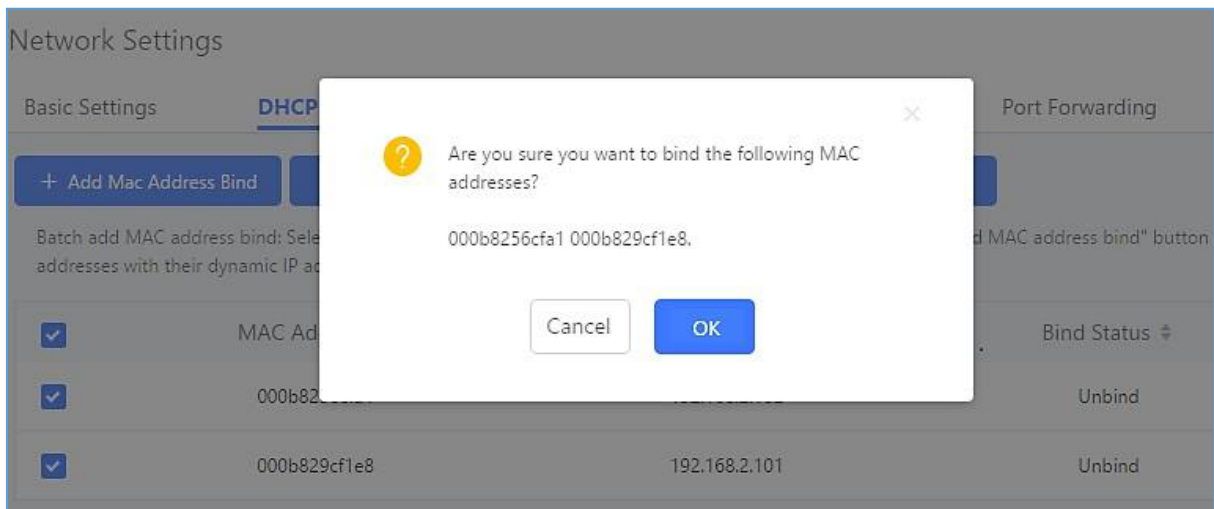 Network Settings
Basic Settings DHCP Port Forwarding
Are you sure you want to bind the following MAC
addresses?
+ Add Mac Address Bind
000b8256cfa1 000b829cf1e8.
Batch add MAC address bind: MAC address bind" button
addresses with their dynamic IP
Cancel OK
MAC Bind Status
Unbind
000b829cf1e8 192.168.2.101 Unbind